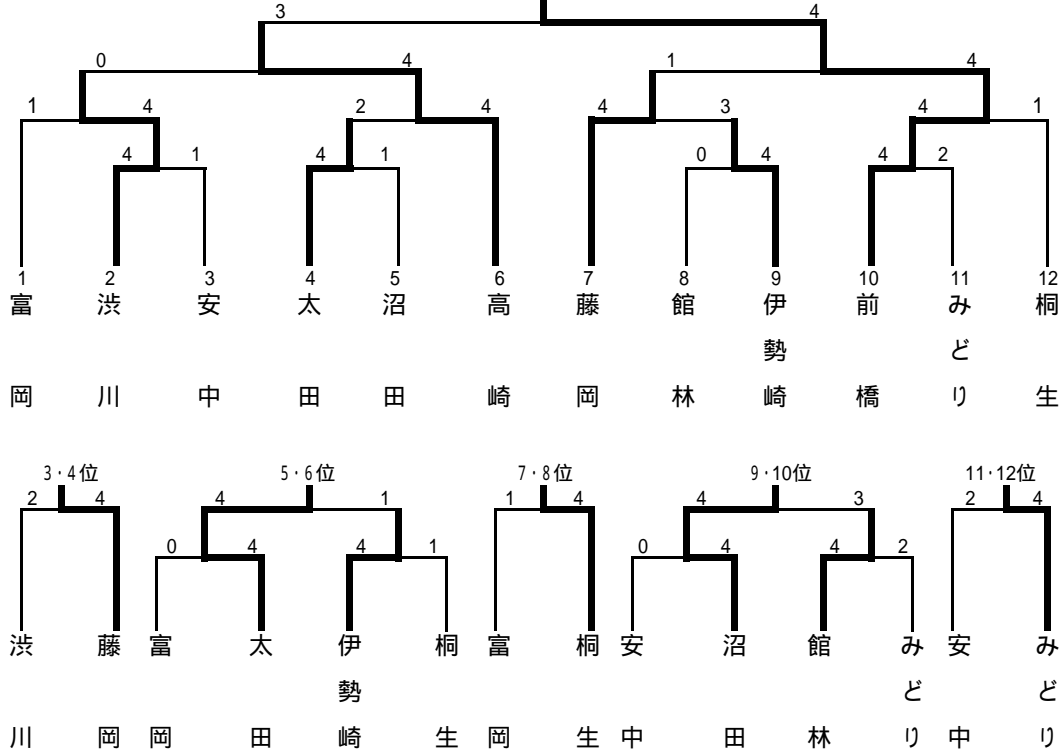 3 4
0 4 1 4
1 4 2 4 4 3 4 1
4 1 4 1 0 4 4 2
1 2 3 4 5 6 7 8 9 10 11 12
富岡 渋川 安中 太田 沼田 高崎 藤岡 館林 伊勢崎 前橋 みどり 桐生
3・4位 5・6位 7・8位 9・10位 11・12位
2 4 4 1 1 4 4 3 2 4
0 4 4 1 0 4 4 2
渋川 藤岡 富岡 太田 伊勢崎 桐生 富岡 桐生 安中 沼田 館林 みどり 安中 みどり